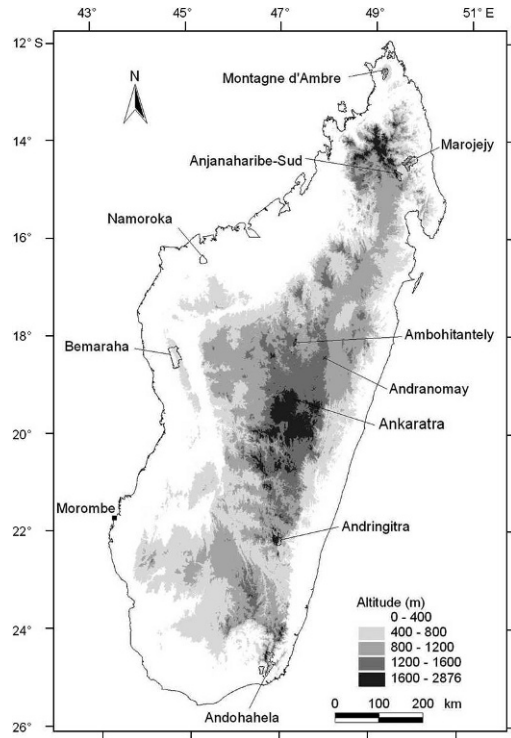 43° 45° 47° 49° 51° E
12° S
Montagne d'Ambre
N
14°
Marojejy
Anjanaharibe-Sud
Namoroka
16°
18°
Ambohitantely
Bemaraha
Andranomay
Ankaratra
20°
Morombe
Andringitra
22°
Altitude (m)
0 - 400
400 - 800
800 - 1200
1200 - 1600
1600 - 2876
24°
0 100 200 km
Andohahela
26°